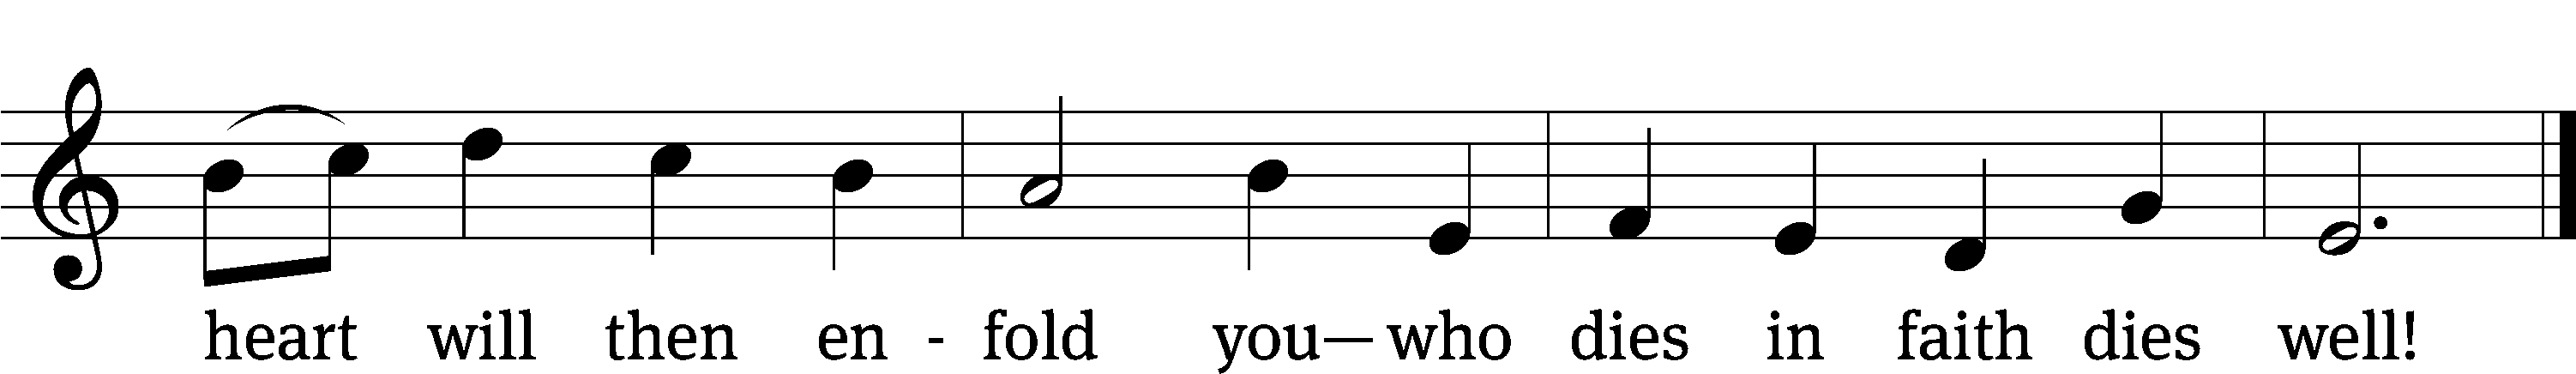 heart will then en - fold you— who dies in faith dies well!